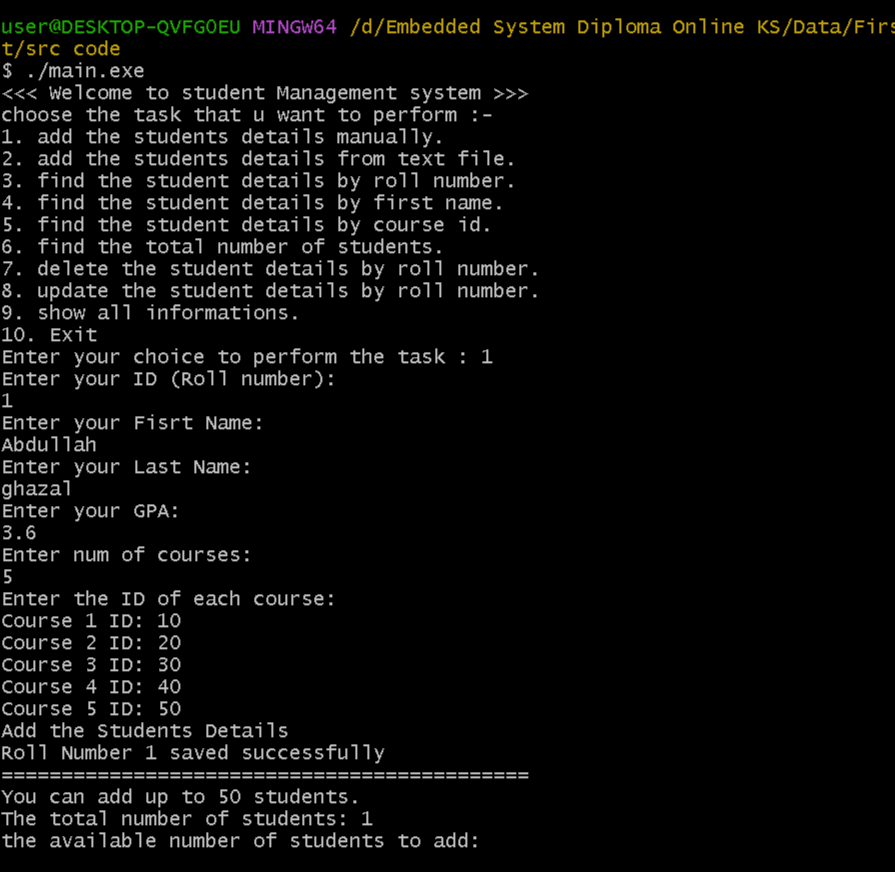 user@DESKTOP-QVFG0EU MINGW64 /d/Embedded System Diploma Online KS/Data/Firs
t/src code
$ ./main.exe
<<< Welcome to student Management system >>>
choose the task that u want to perform :-
1. add the students details manually.
2. add the students details from text file.
3. find the student details by roll number.
4. find the student details by first name.
5. find the student details by course id.
6. find the total number of students.
7. delete the student details by roll number.
8. update the student details by roll number.
9. show all informations.
10. Exit
Enter your choice to perform the task : 1
Enter your ID (Roll number):
1
Enter your Fisrt Name:
Abdullah
Enter your Last Name:
ghazal
Enter your GPA:
3.6
Enter num of courses:
5
Enter the ID of each course:
Course 1 ID: 10
Course 2 ID: 20
Course 3 ID: 30
Course 4 ID: 40
Course 5 ID: 50
Add the Students Details
Roll Number 1 saved successfully
============================================
You can add up to 50 students.
The total number of students: 1
the available number of students to add: